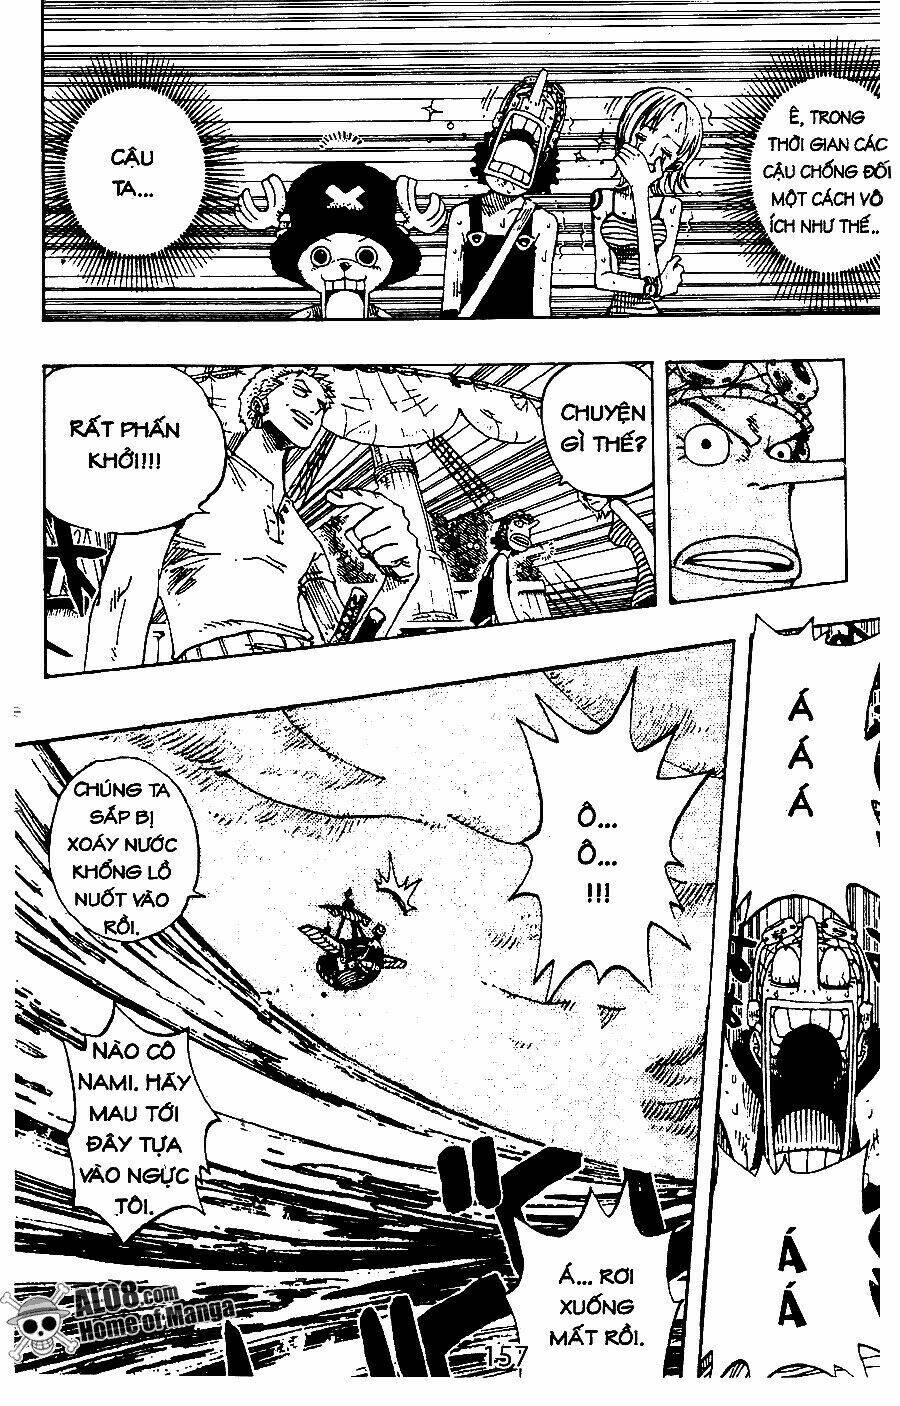 Ê, TRONG
THỜI GIAN CÁC
CẬU CHỐNG ĐỐI
MỘT CÁCH VÔ
ÍCH NHƯ THẾ..
CẬU
TA...
CHUYỆN
GÌ THẾ?
RẤT PHẤN
KHỞI!!!
Á
Á
Á
Ô...
Ô...
!!!
CHÚNG TA
SẮP BỊ
XOÁY NƯỚC
KHỔNG LỒ
NUỐT VÀO
RỒI.
NÀO CÔ
NAMI. HÃY
MAU TỚI
ĐÂY TỰA
VÀO NGỰC
TÔI.
Á... RƠI
XUỐNG
MẤT RỒI.
Á
Á
157
AL08.com
Home of Manga